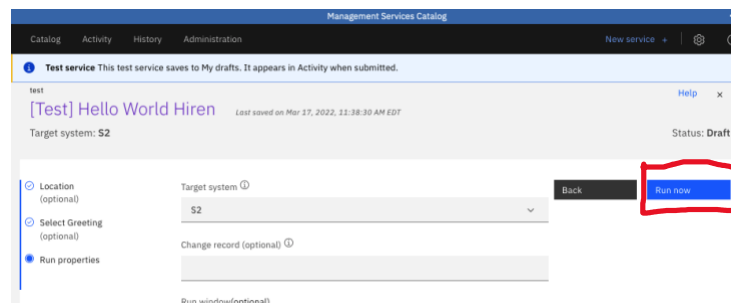 Management Services Catalog
Catalog Activity History Administration New service +
Test service This test service saves to My drafts. It appears in Activity when submitted.
test
Help ×
[Test] Hello World Hiren Last saved on Mar 17, 2022, 11:38:30 AM EDT
Target system: S2 Status: Draft
Location
(optional)
Target system
Back Run now
S2
Select Greeting
(optional)
Change record (optional)
Run properties
Run window(optional)